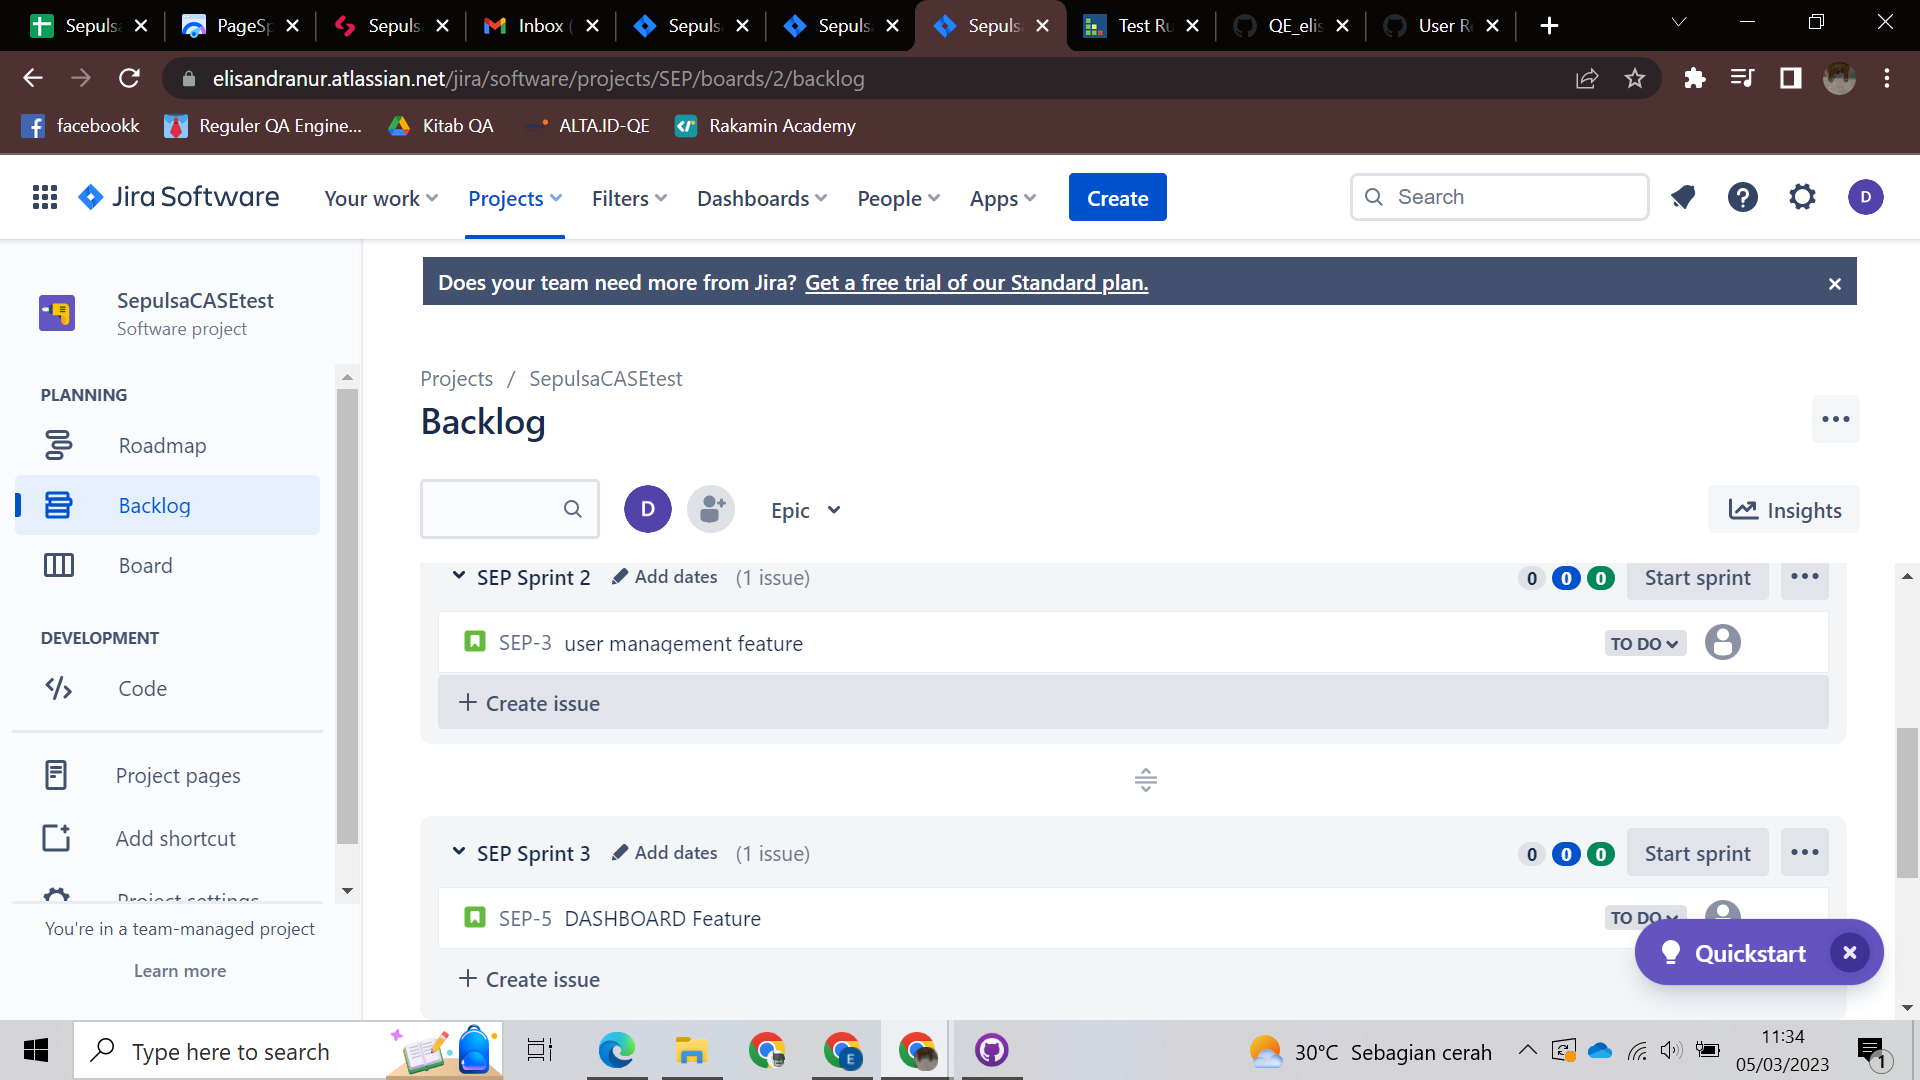 Sepuls
PageSp
Sepuls
Inbox (
Sepuls
Sepuls
Sepuls
Test Ru
QE_elis
User Re
elisandranur.atlassian.net/jira/software/projects/SEP/boards/2/backlog
facebookk
Reguler QA Engine...
Kitab QA
ALTA.ID-QE
Rakamin Academy
Jira Software
Your work
Projects
Filters
Dashboards
People
Apps
Create
Search
D
SepulsaCASEtest
Software project
PLANNING
Roadmap
Backlog
Board
DEVELOPMENT
Code
Project pages
Add shortcut
Project settings
You're in a team-managed project
Learn more
Does your team need more from Jira? Get a free trial of our Standard plan.
Projects / SepulsaCASEtest
Backlog
D
Epic
Insights
SEP Sprint 2 Add dates (1 issue)
0 0 0 Start sprint
SEP-3 user management feature
TO DO
+ Create issue
SEP Sprint 3 Add dates (1 issue)
0 0 0 Start sprint
SEP-5 DASHBOARD Feature
TO DO
+ Create issue
Quickstart
Type here to search
E
30°C Sebagian cerah
11:34
05/03/2023
1